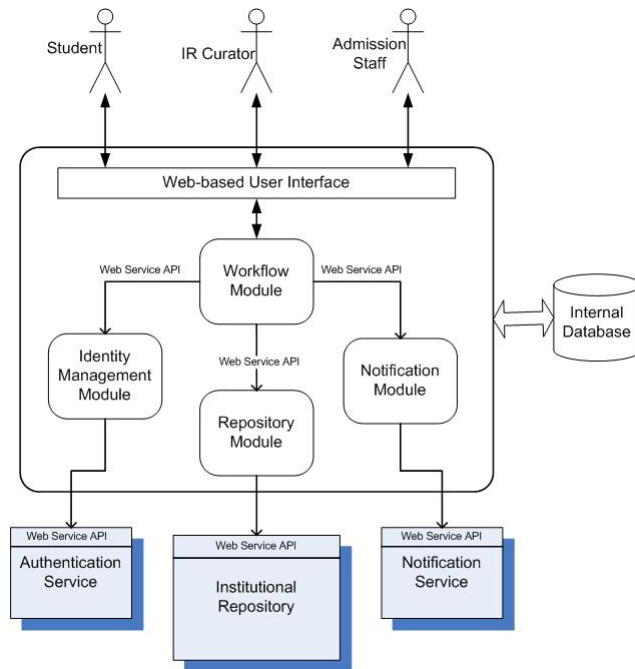 Student
IR Curator
Admission
Staff
Web-based User Interface
Web Service API
Workflow
Module
Web Service API
Internal
Database
Identity
Management
Module
Web Service API
Notification
Module
Repository
Module
Web Service API
Authentication
Service
Web Service API
Institutional
Repository
Web Service API
Notification
Service